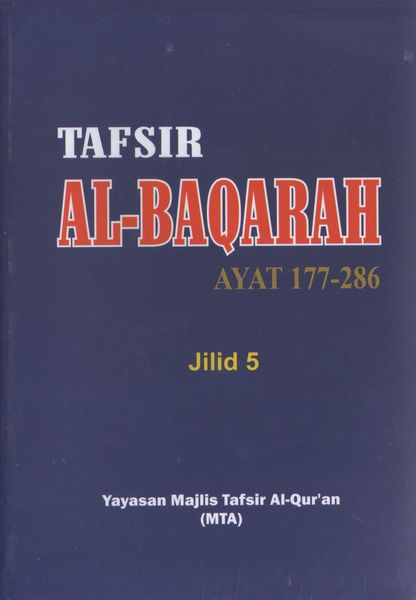 TAFSIR
AL-BAQARAH
AYAT 177-286
Jilid 5
Yayasan Majlis Tafsir Al-Qur'an
(MTA)